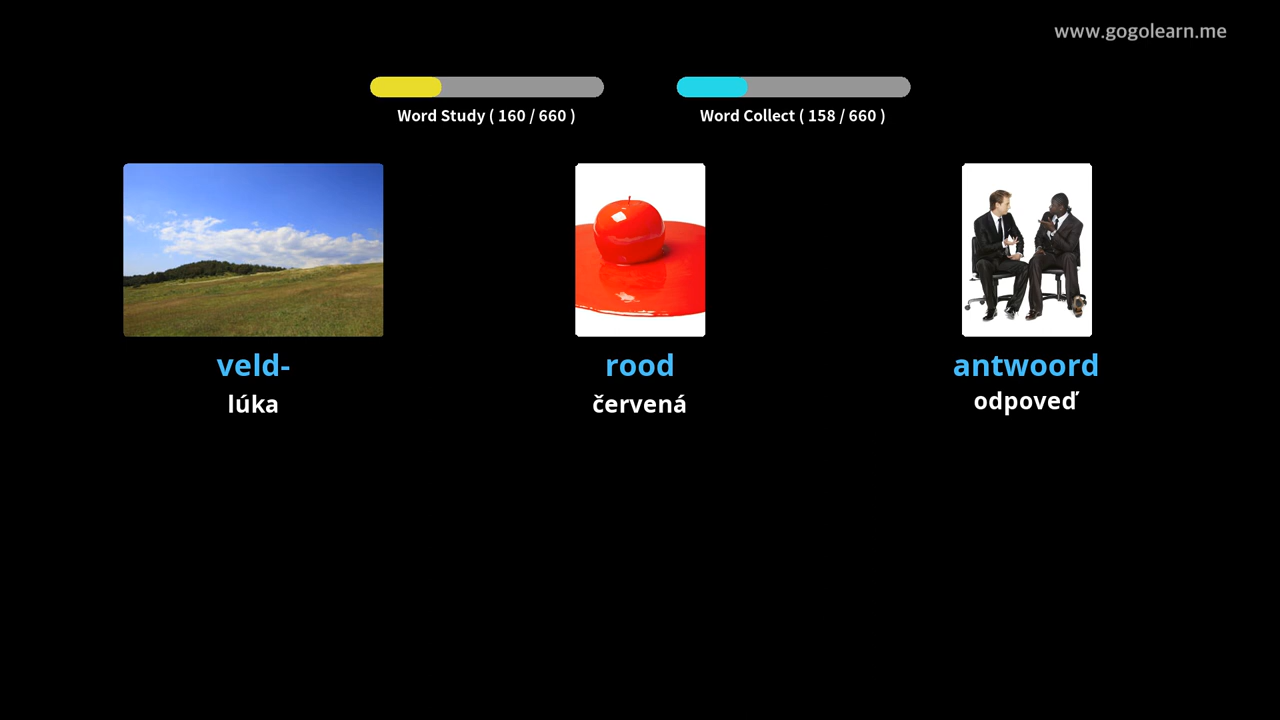 www.gogolearn.me
Word Study ( 160 / 660 )
Word Collect ( 158 / 660 )
veld-
rood
antwoord
lúka
červená
odpoveď